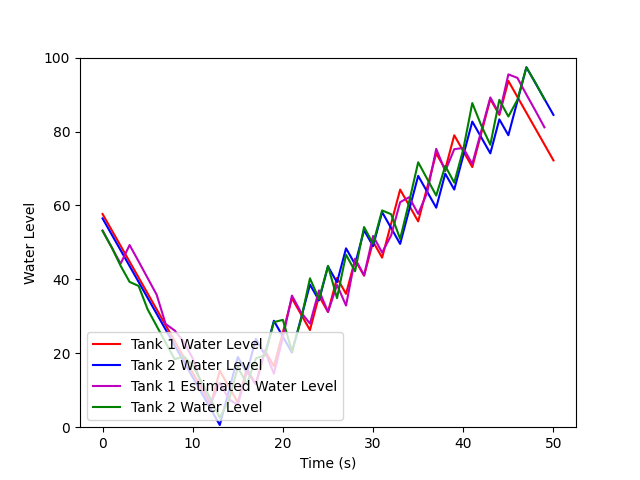 100
80
60
40
20
0
Water Level
Tank 1 Water Level
Tank 2 Water Level
Tank 1 Estimated Water Level
Tank 2 Water Level
0 10 20 30 40 50
Time (s)